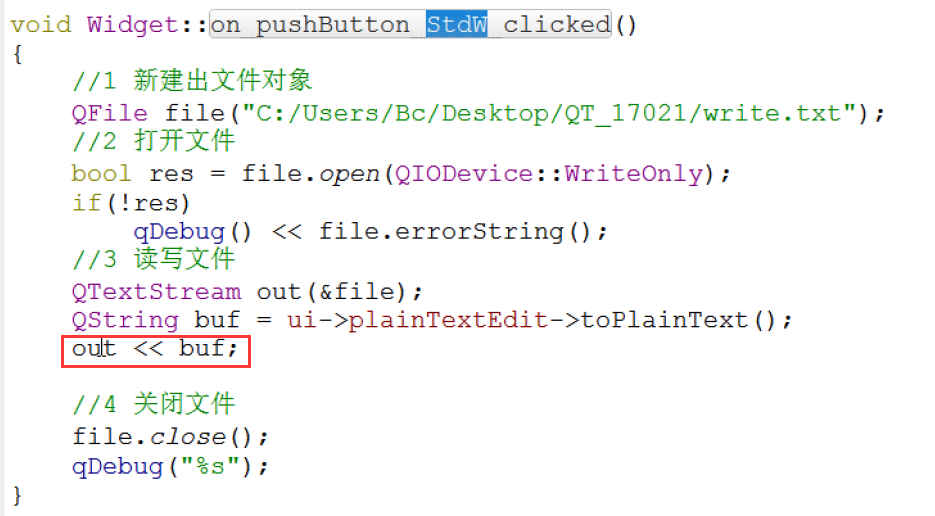 void Widget::on_pushButton_StdW_clicked()
{
//1 新建出文件对象
QFile file("C:/Users/Bc/Desktop/QT_17021/write.txt");
//2 打开文件
bool res = file.open(QIODevice::WriteOnly);
if(!res)
qDebug() << file.errorString();
//3 读写文件
QTextStream out(&file);
QString buf = ui->plainTextEdit->toPlainText();
out << buf;
//4 关闭文件
file.close();
qDebug("%s");
}